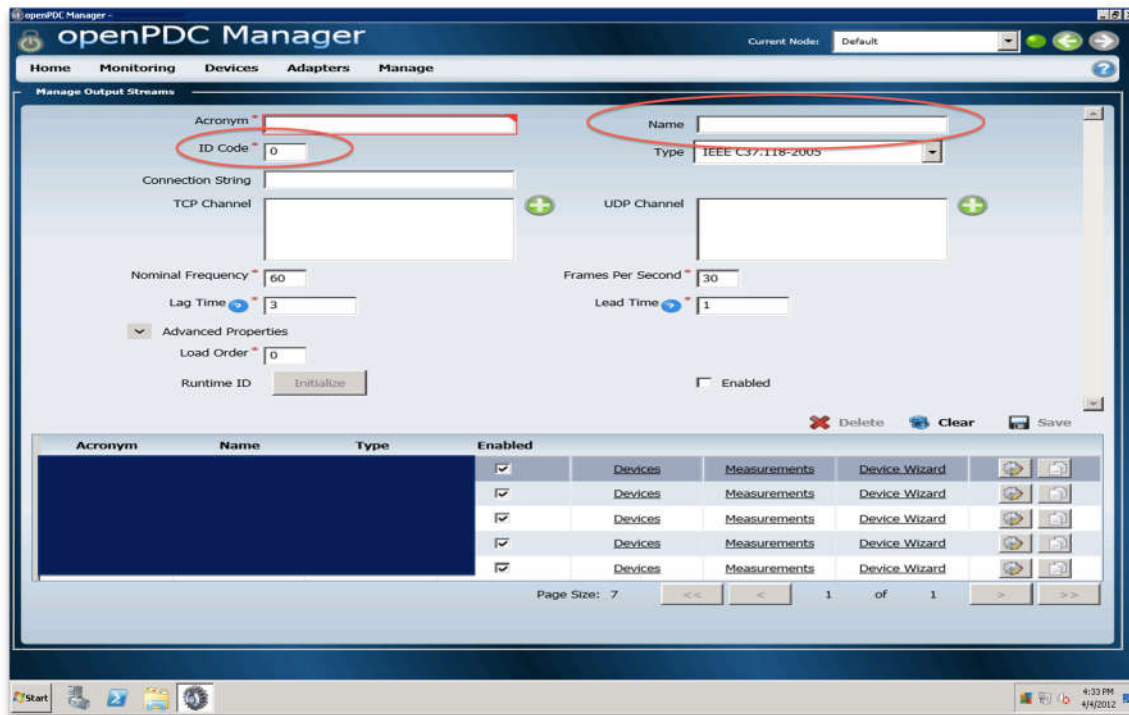 openPDC Manager -
openPDC Manager
Current Node: Default
Home Monitoring Devices Adapters Manage
Manage Output Streams
Acronym * Name
ID Code * 0 Type IEEE C37.118-2005
Connection String
TCP Channel UDP Channel
Nominal Frequency * 60 Frames Per Second * 30
Lag Time ? * 3 Lead Time ? * 1
Advanced Properties
Load Order * 0
Runtime ID Initialize Enabled
Delete Clear Save
Acronym Name Type Enabled
Devices Measurements Device Wizard
Devices Measurements Device Wizard
Devices Measurements Device Wizard
Devices Measurements Device Wizard
Devices Measurements Device Wizard
Page Size: 7 << < 1 of 1 > >>
Start 4:33 PM
4/4/2012